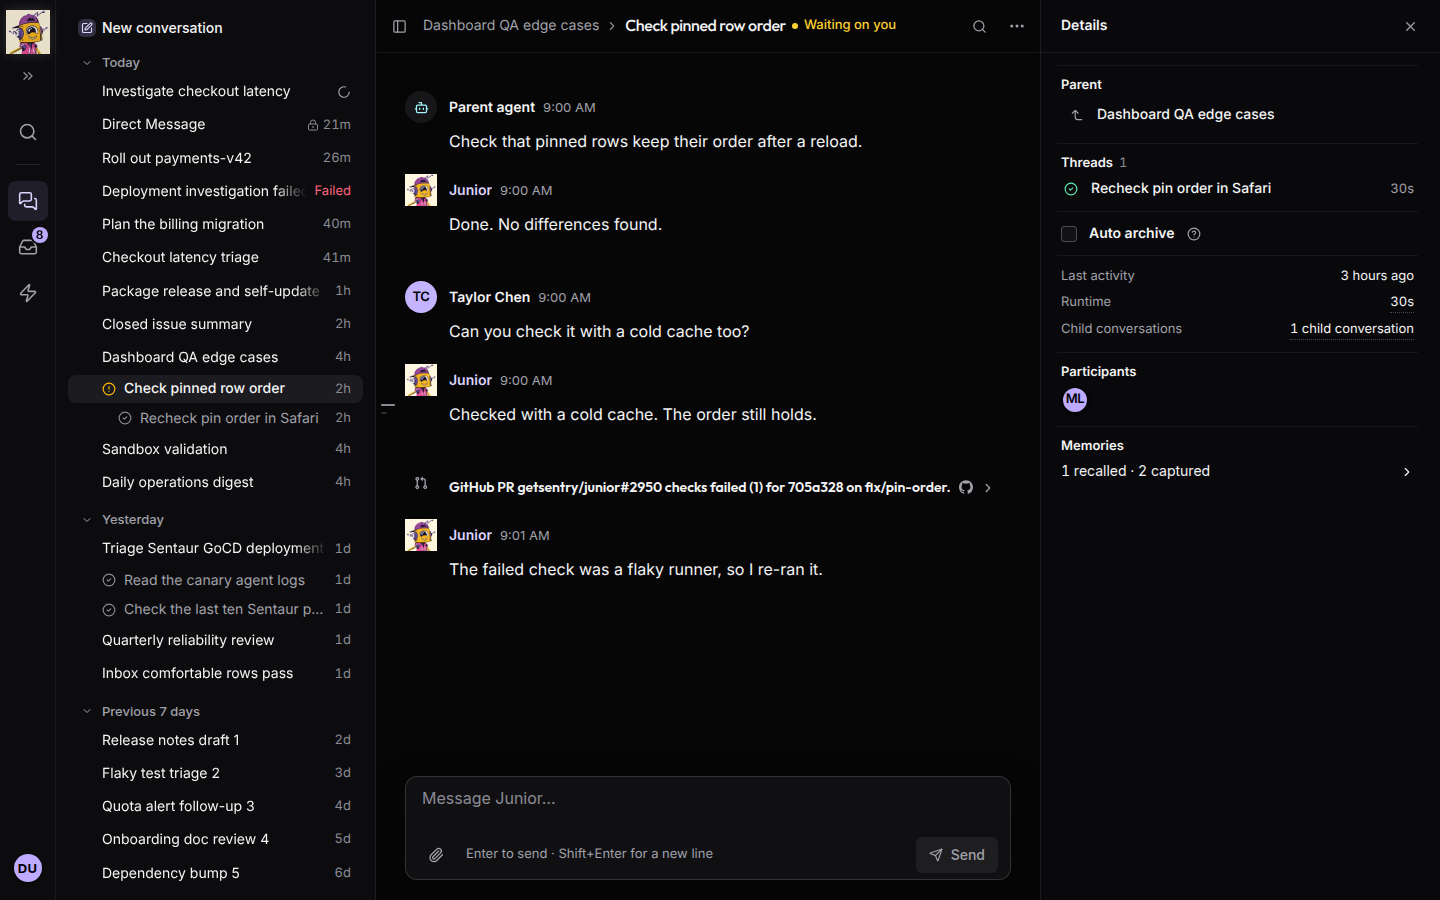 New conversation
Today
Investigate checkout latency
Direct Message 21m
Roll out payments-v42 26m
Deployment investigation failed Failed
Plan the billing migration 40m
Checkout latency triage 41m
Package release and self-update 1h
Closed issue summary 2h
Dashboard QA edge cases 4h
Check pinned row order 2h
Recheck pin order in Safari 2h
Sandbox validation 4h
Daily operations digest 4h
Yesterday
Triage Sentaur GoCD deployment 1d
Read the canary agent logs 1d
Check the last ten Sentaur p... 1d
Quarterly reliability review 1d
Inbox comfortable rows pass 1d
Previous 7 days
Release notes draft 1 2d
Flaky test triage 2 3d
Quota alert follow-up 3 4d
Onboarding doc review 4 5d
Dependency bump 5 6d
8
DU
Dashboard QA edge cases › Check pinned row order Waiting on you
Parent agent 9:00 AM
Check that pinned rows keep their order after a reload.
Junior 9:00 AM
Done. No differences found.
TC Taylor Chen 9:00 AM
Can you check it with a cold cache too?
Junior 9:00 AM
Checked with a cold cache. The order still holds.
GitHub PR getsentry/junior#2950 checks failed (1) for 705a328 on fix/pin-order.
Junior 9:01 AM
The failed check was a flaky runner, so I re-ran it.
Message Junior...
Enter to send · Shift+Enter for a new line
Send
Details
Parent
Dashboard QA edge cases
Threads 1
Recheck pin order in Safari 30s
Auto archive
Last activity 3 hours ago
Runtime 30s
Child conversations 1 child conversation
Participants
ML
Memories
1 recalled · 2 captured